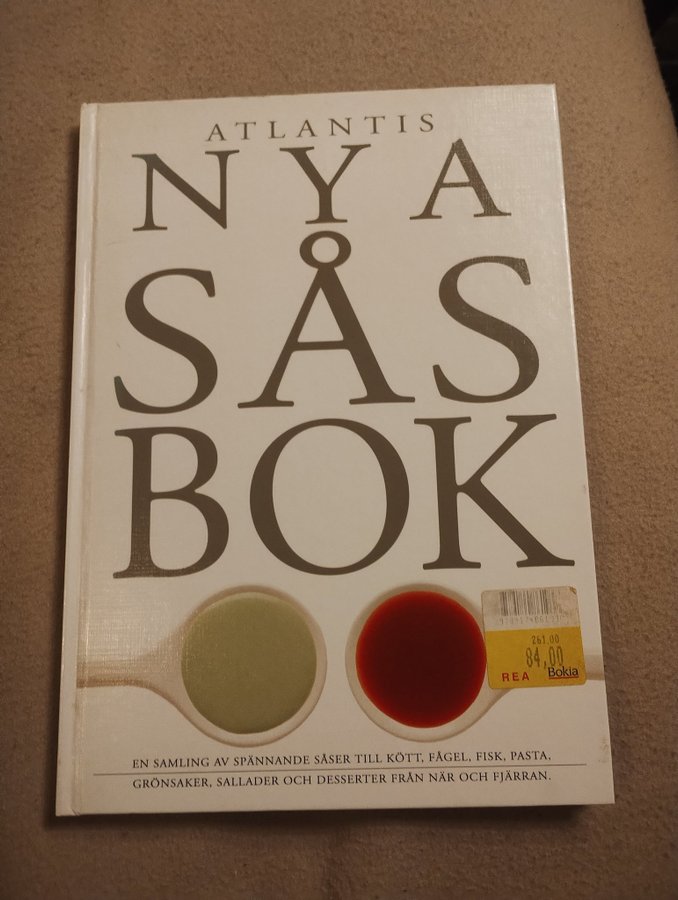 ATLANTIS
NYA
SÅS
BOK
261,00
84,00
REA Bokia
EN SAMLING AV SPÄNNANDE SÅSER TILL KÖTT, FÅGEL, FISK, PASTA,
GRÖNSAKER, SALLADER OCH DESSERTER FRÅN NÄR OCH FJÄRRAN.